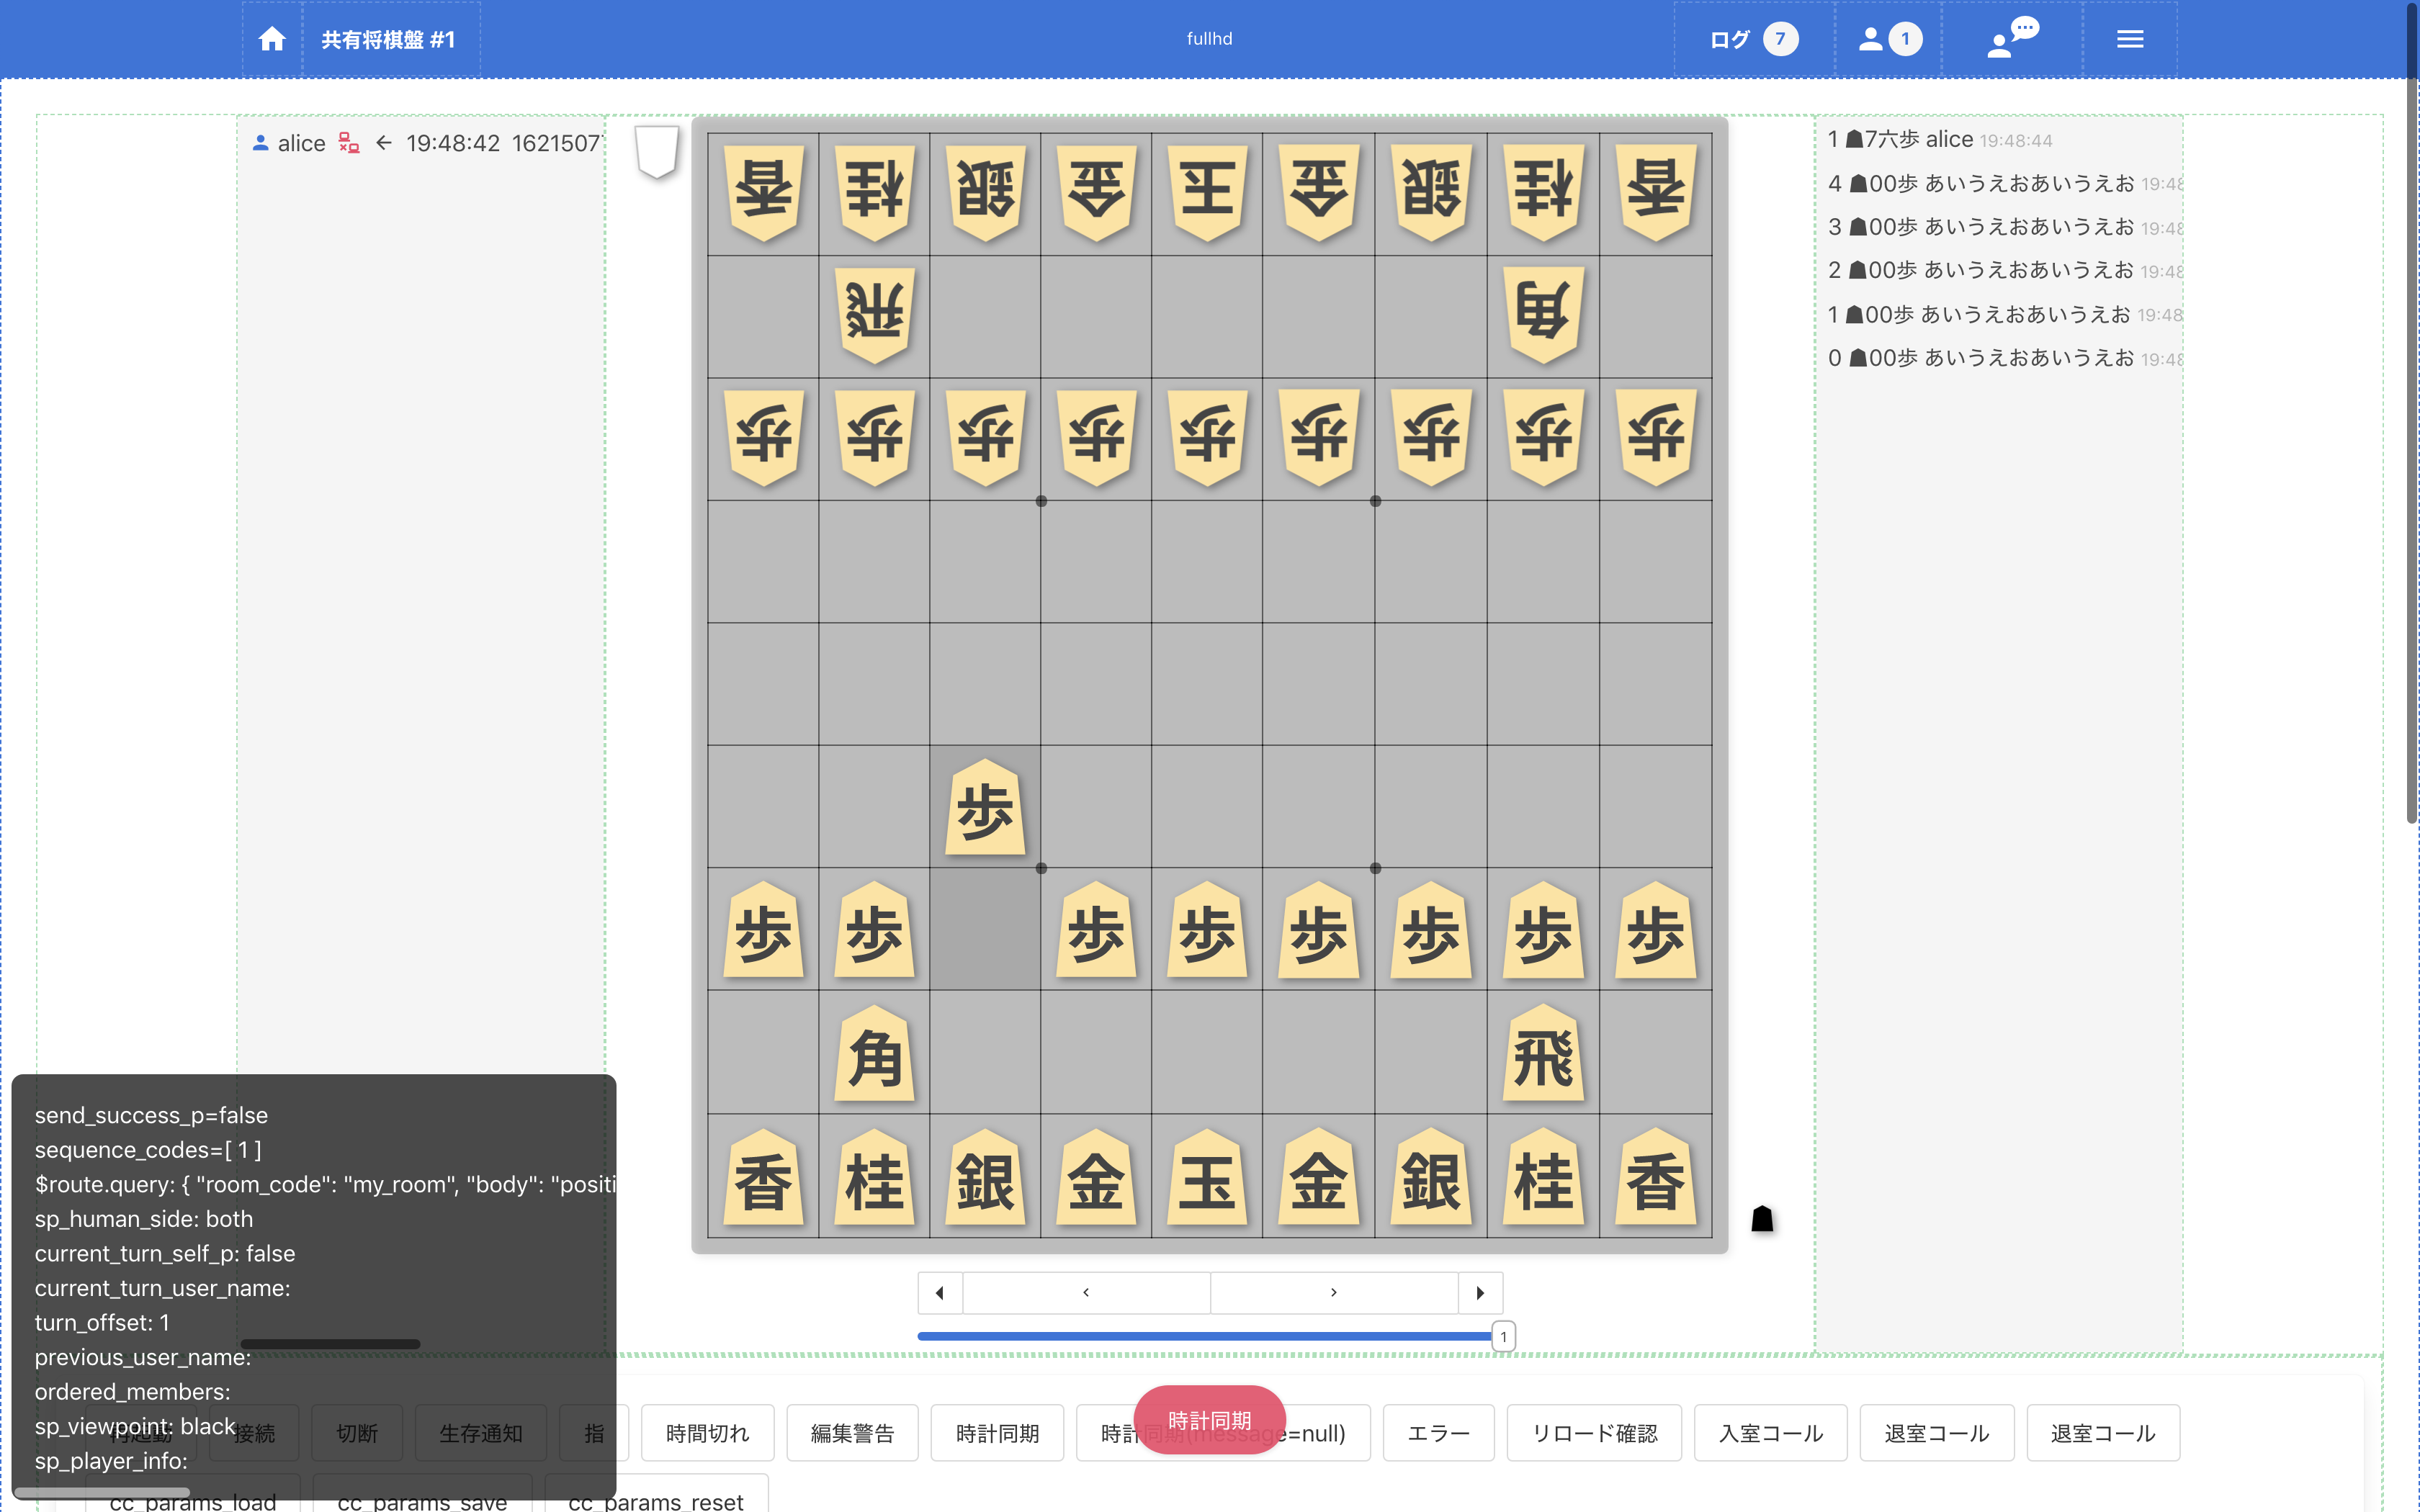 共有将棋盤 #1
fullhd
ログ 7
1
alice ← 19:48:42 1621507
1 ☗7六歩 alice 19:48:44
4 ☗00歩 あいうえおあいうえお 19:48
3 ☗00歩 あいうえおあいうえお 19:48
2 ☗00歩 あいうえおあいうえお 19:48
1 ☗00歩 あいうえおあいうえお 19:48
0 ☗00歩 あいうえおあいうえお 19:48
香 桂 銀 金 玉 金 銀 桂 香
飛 角
歩 歩 歩 歩 歩 歩 歩 歩 歩
歩
歩 歩 歩 歩 歩 歩 歩 歩
角 飛
香 桂 銀 金 玉 金 銀 桂 香
1
send_success_p=false
sequence_codes=[ 1 ]
$route.query: { "room_code": "my_room", "body": "positi
sp_human_side: both
current_turn_self_p: false
current_turn_user_name:
turn_offset: 1
previous_user_name:
ordered_members:
sp_viewpoint: black
sp_player_info:
時計同期
再起動 接続 切断 生存通知 指 時間切れ 編集警告 時計同期 時計同期(message=null) エラー リロード確認 入室コール 退室コール 退室コール
cc_params_load cc_params_save cc_params_reset